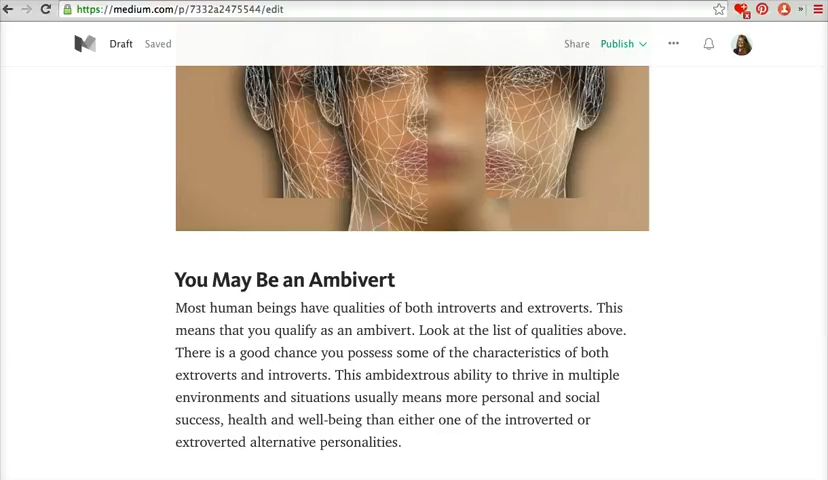 https://medium.com/p/7332a2475544/edit
Draft Saved Share Publish
You May Be an Ambivert
Most human beings have qualities of both introverts and extroverts. This
means that you qualify as an ambivert. Look at the list of qualities above.
There is a good chance you possess some of the characteristics of both
extroverts and introverts. This ambidextrous ability to thrive in multiple
environments and situations usually means more personal and social
success, health and well-being than either one of the introverted or
extroverted alternative personalities.